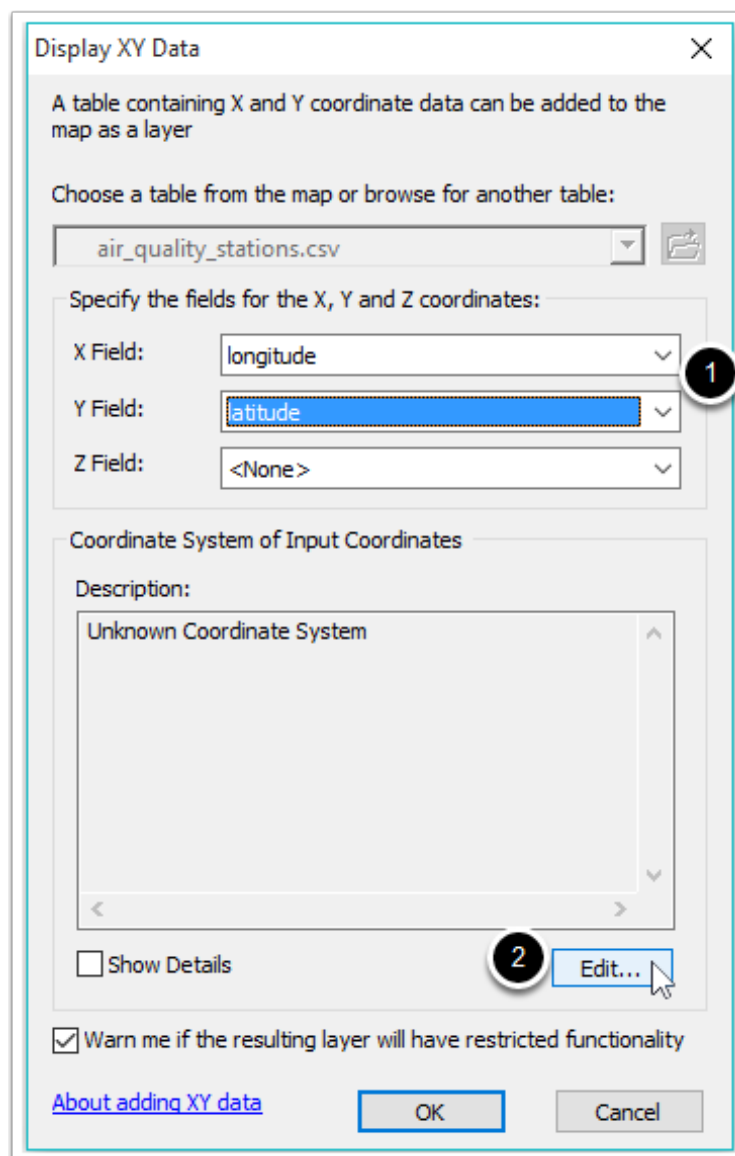 Display XY Data
A table containing X and Y coordinate data can be added to the
map as a layer
Choose a table from the map or browse for another table:
air_quality_stations.csv
Specify the fields for the X, Y and Z coordinates:
X Field:
longitude
1
Y Field:
latitude
Z Field:
<None>
Coordinate System of Input Coordinates
Description:
Unknown Coordinate System
Show Details
2
Edit...
Warn me if the resulting layer will have restricted functionality
About adding XY data
OK
Cancel